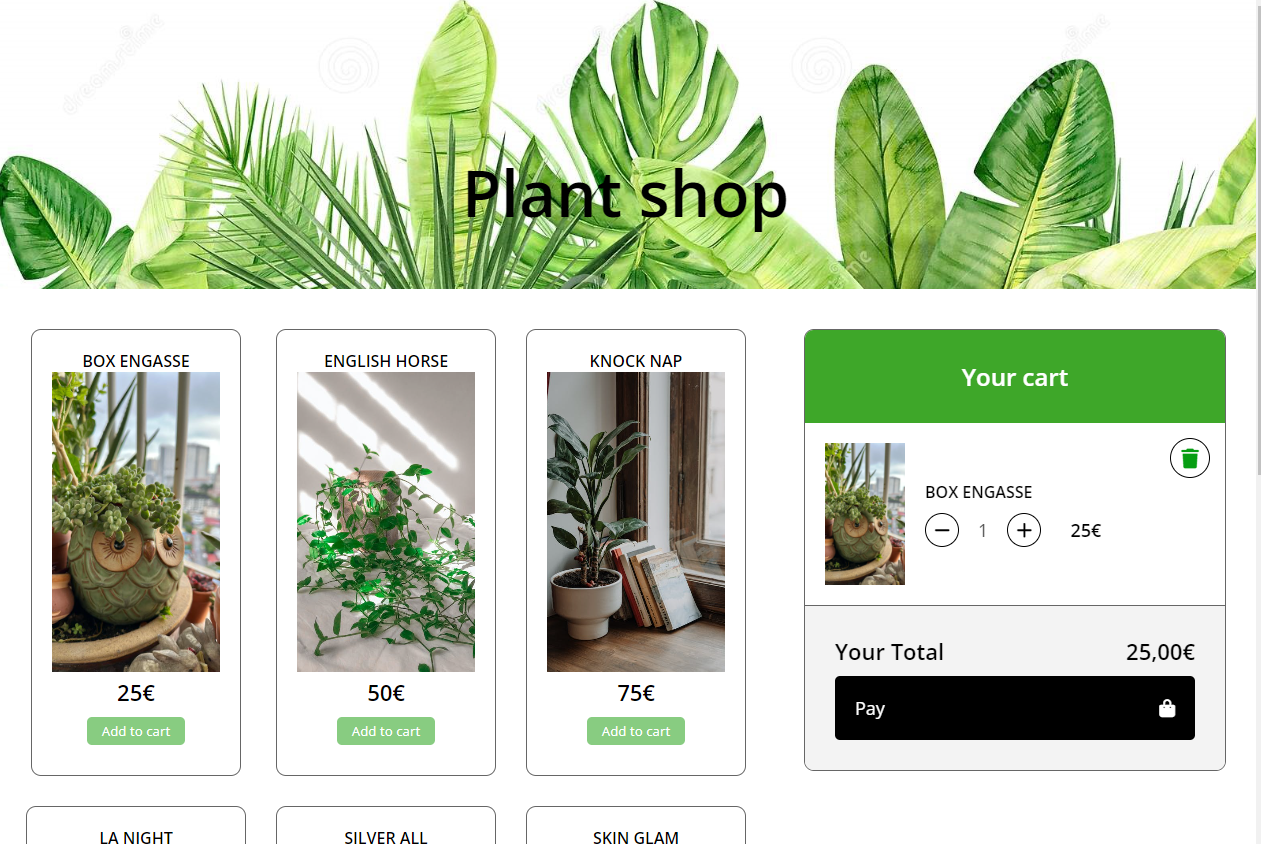 dreamstime
Plant shop
BOX ENGASSE
25€
Add to cart
ENGLISH HORSE
50€
Add to cart
KNOCK NAP
75€
Add to cart
LA NIGHT
SILVER ALL
SKIN GLAM
Your cart
BOX ENGASSE
1
25€
Your Total
25,00€
Pay